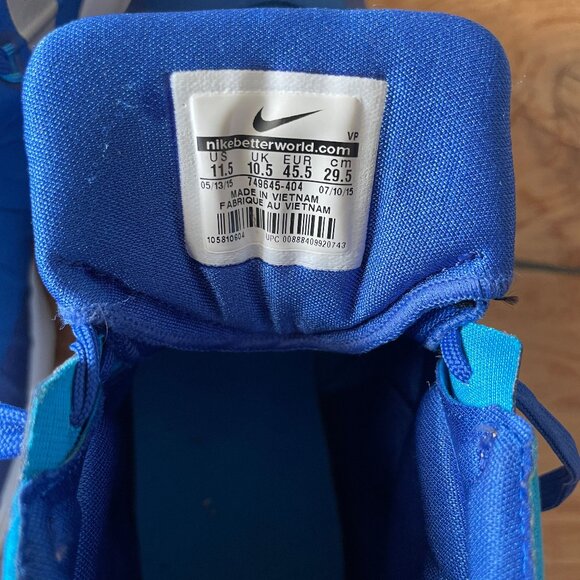 VP
nikebetterworld.com
US UK EUR cm
11.5 10.5 45.5 29.5
05/13/15 749645-404 07/10/15
MADE IN VIETNAM
FABRIQUE AU VIETNAM
105810604 UPC 00888409920743